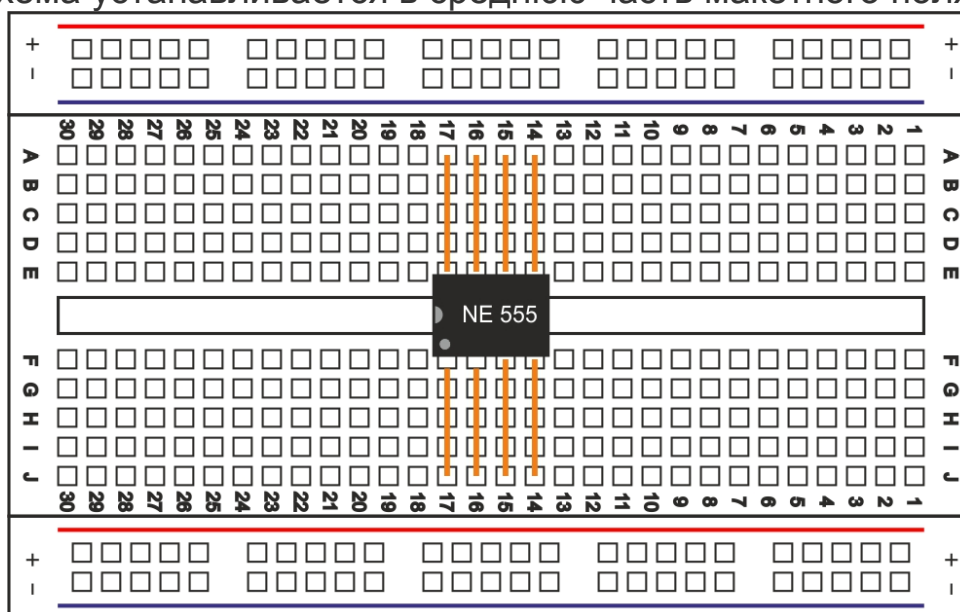 хема устанавливается в среднюю часть макетного поля
+ +
- -
30 29 28 27 26 25 24 23 22 21 20 19 18 17 16 15 14 13 12 11 10 9 8 7 6 5 4 3 2 1
A A
B B
C C
D D
E E
NE 555
F F
G G
H H
I I
J J
30 29 28 27 26 25 24 23 22 21 20 19 18 17 16 15 14 13 12 11 10 9 8 7 6 5 4 3 2 1
+ +
- -